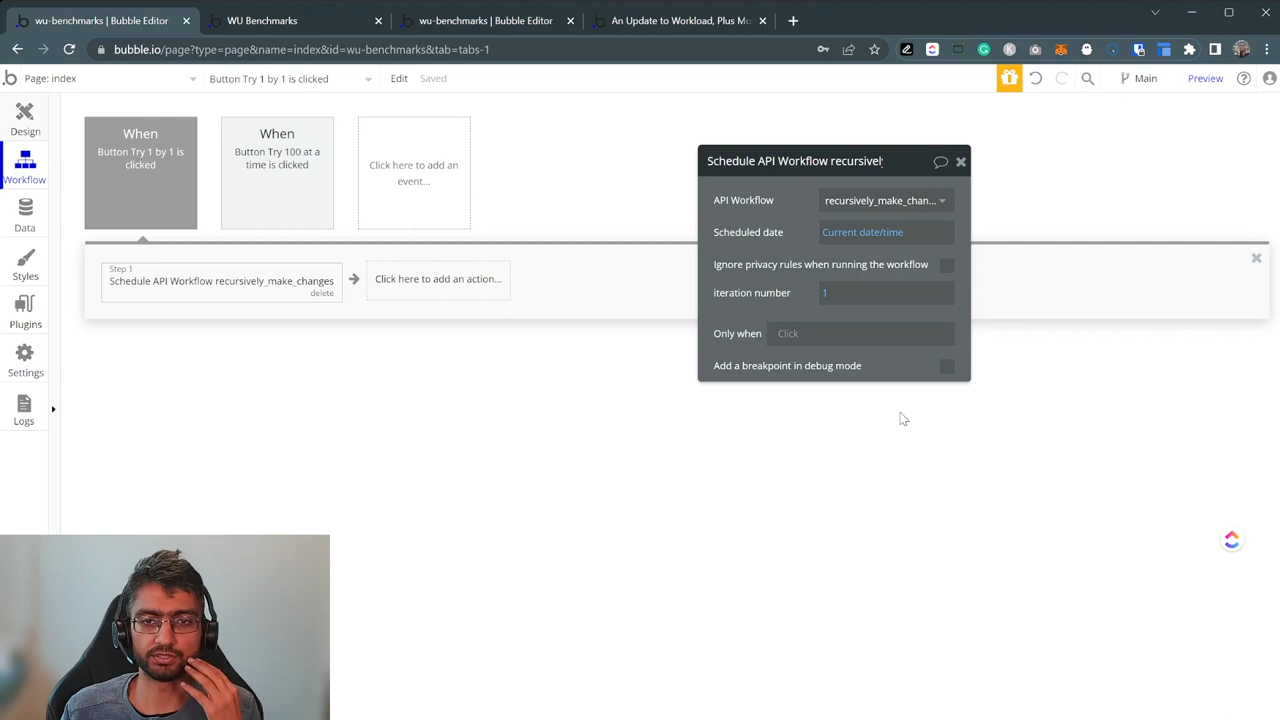 wu-benchmarks | Bubble Editor
WU Benchmarks
wu-benchmarks | Bubble Editor
An Update to Workload, Plus Mo
bubble.io/page?type=page&name=index&id=wu-benchmarks&tab=tabs-1
Page: index
Button Try 1 by 1 is clicked
Edit
Saved
Main
Preview
Design
Workflow
Data
Styles
Plugins
Settings
Logs
When
Button Try 1 by 1 is
clicked
When
Button Try 100 at a
time is clicked
Click here to add an
event...
Step 1
Schedule API Workflow recursively_make_changes
delete
Click here to add an action...
Schedule API Workflow recursively
API Workflow
recursively_make_chan...
Scheduled date
Current date/time
Ignore privacy rules when running the workflow
iteration number
1
Only when
Click
Add a breakpoint in debug mode